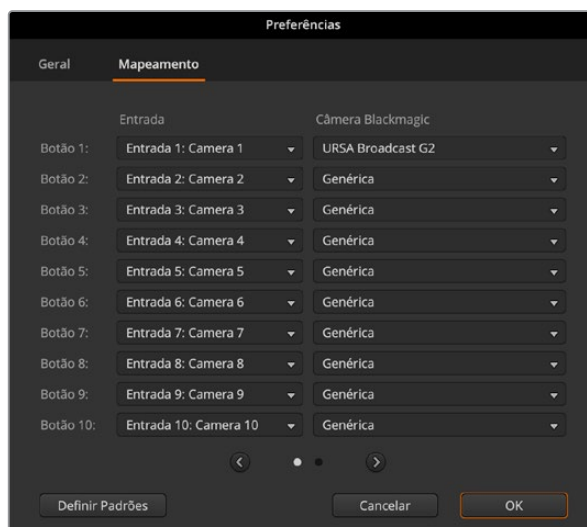 Preferências
Geral Mapeamento
Entrada Câmera Blackmagic
Botão 1: Entrada 1: Camera 1 URSA Broadcast G2
Botão 2: Entrada 2: Camera 2 Genérica
Botão 3: Entrada 3: Camera 3 Genérica
Botão 4: Entrada 4: Camera 4 Genérica
Botão 5: Entrada 5: Camera 5 Genérica
Botão 6: Entrada 6: Camera 6 Genérica
Botão 7: Entrada 7: Camera 7 Genérica
Botão 8: Entrada 8: Camera 8 Genérica
Botão 9: Entrada 9: Camera 9 Genérica
Botão 10: Entrada 10: Camera 10 Genérica
Definir Padrões Cancelar OK